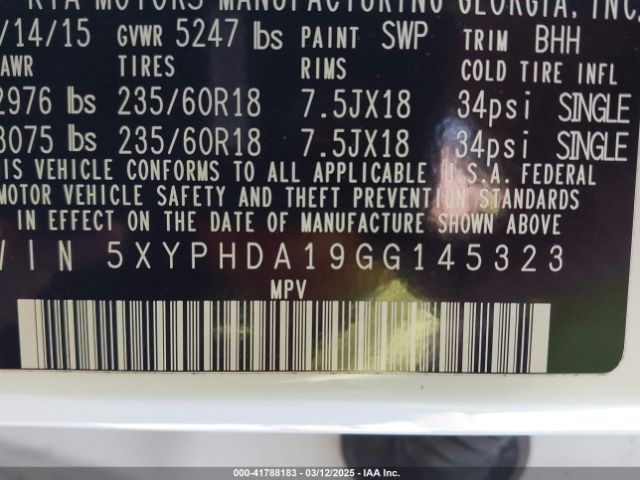 KIA MOTORS MANUFACTURING GEORGIA, INC.
/14/15 GVWR 5247 lbs PAINT SWP TRIM BHH
AWR TIRES RIMS COLD TIRE INFL
2976 lbs 235/60R18 7.5JX18 34psi SINGLE
3075 lbs 235/60R18 7.5JX18 34psi SINGLE
IS VEHICLE CONFORMS TO ALL APPLICABLE U.S.A. FEDERAL
MOTOR VEHICLE SAFETY AND THEFT PREVENTION STANDARDS
IN EFFECT ON THE DATE OF MANUFACTURE SHOWN ABOVE.
VIN 5XYPHDA19GG145323
MPV
000-41788183 — 03/12/2025 — IAA Inc.